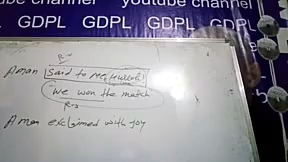 youtube channel youtube channel
GDPL GDPL GDPL GDPL
R-v
Aman said to me, Hurrah!
We won the match
R-s
Aman exclaimed with joy